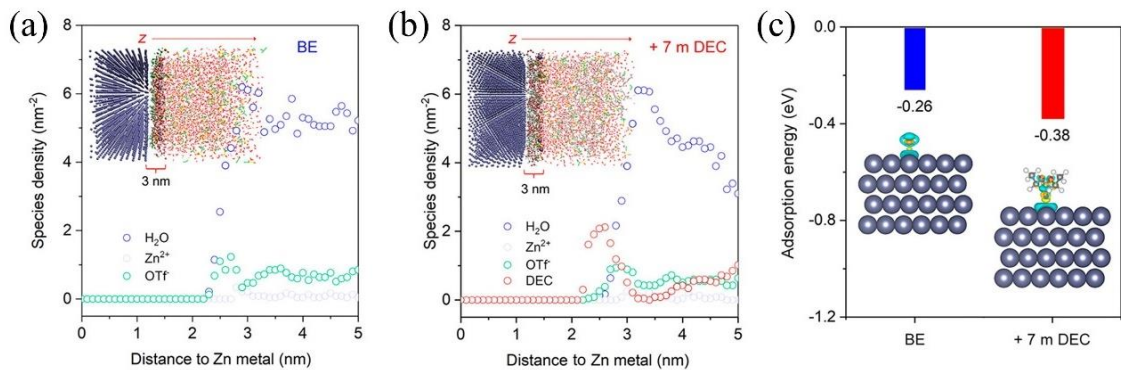 (a)
8
6
4
2
0
Species density (nm⁻²)
z
BE
3 nm
H₂O
Zn²⁺
OTf⁻
0 1 2 3 4 5
Distance to Zn metal (nm)
(b)
8
6
4
2
0
Species density (nm⁻²)
z
+ 7 m DEC
3 nm
H₂O
Zn²⁺
OTf⁻
DEC
0 1 2 3 4 5
Distance to Zn metal (nm)
(c)
0.0
-0.4
-0.8
-1.2
Adsorption energy (eV)
-0.26
-0.38
BE
+ 7 m DEC